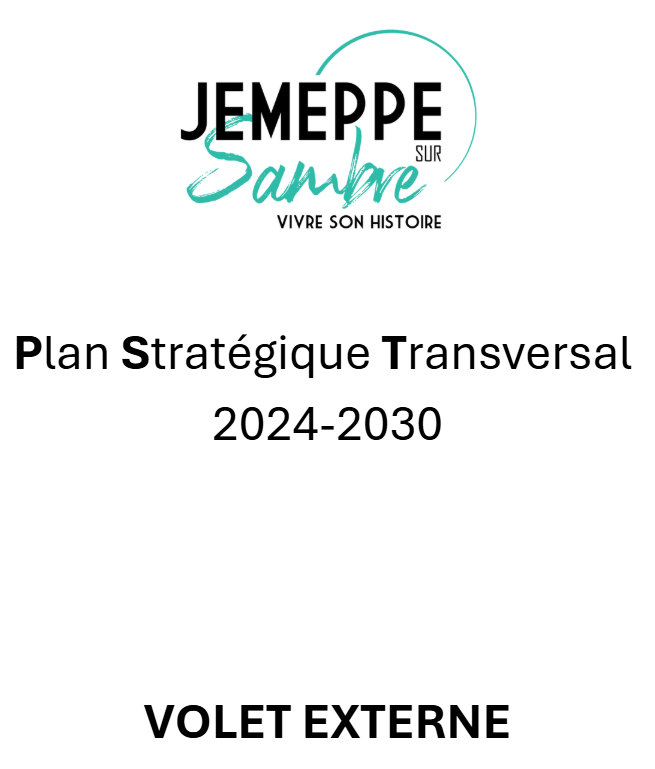 JEMEPPE
SUR
Sambre
VIVRE SON HISTOIRE
Plan Stratégique Transversal
2024-2030
VOLET EXTERNE